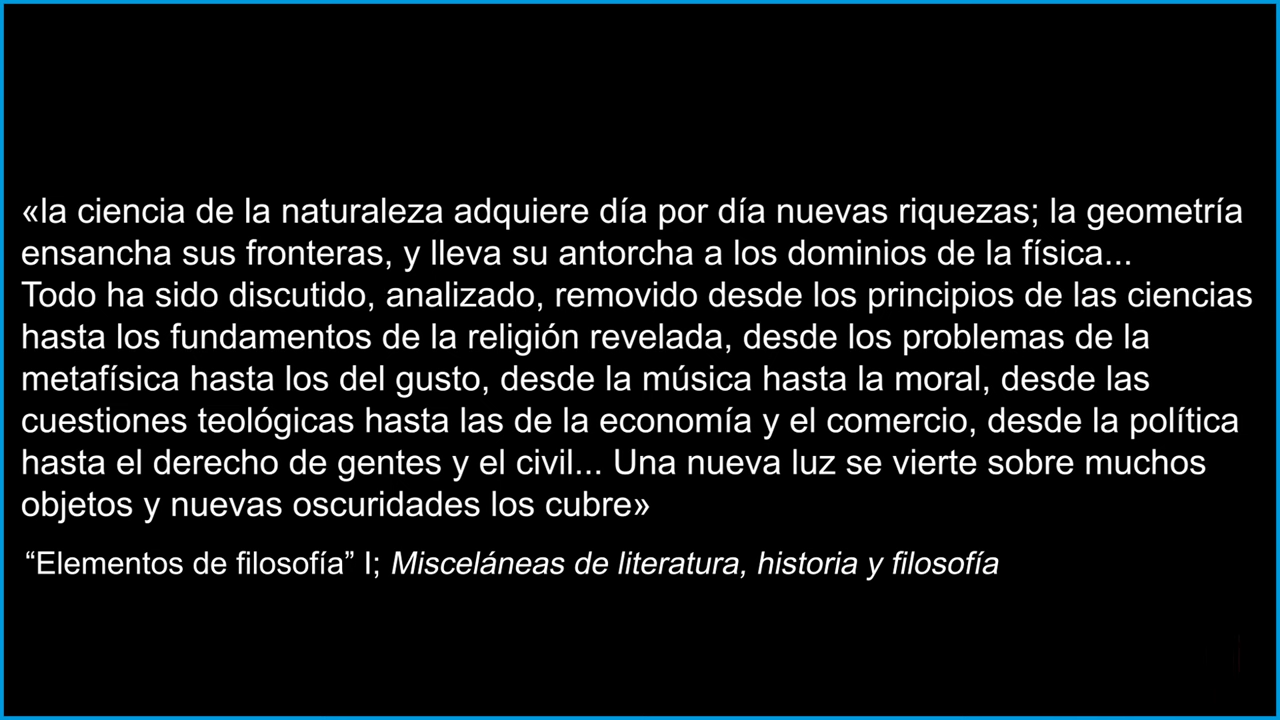 «la ciencia de la naturaleza adquiere día por día nuevas riquezas; la geometría
ensancha sus fronteras, y lleva su antorcha a los dominios de la física...
Todo ha sido discutido, analizado, removido desde los principios de las ciencias
hasta los fundamentos de la religión revelada, desde los problemas de la
metafísica hasta los del gusto, desde la música hasta la moral, desde las
cuestiones teológicas hasta las de la economía y el comercio, desde la política
hasta el derecho de gentes y el civil... Una nueva luz se vierte sobre muchos
objetos y nuevas oscuridades los cubre»
“Elementos de filosofía” I; Misceláneas de literatura, historia y filosofía